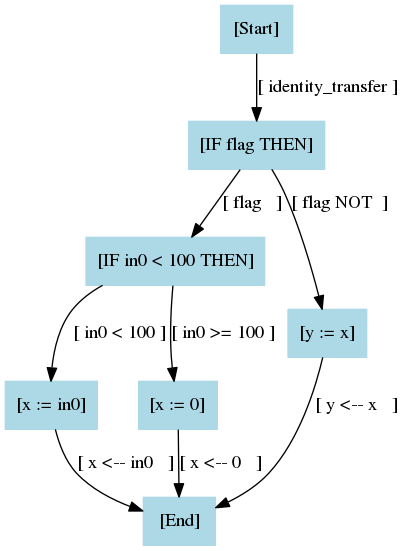 [Start]
[ identity_transfer ]
[IF flag THEN]
[ flag ]
[ flag NOT ]
[IF in0 < 100 THEN]
[ in0 < 100 ]
[ in0 >= 100 ]
[y := x]
[x := in0]
[x := 0]
[ y <-- x ]
[ x <-- in0 ]
[ x <-- 0 ]
[End]